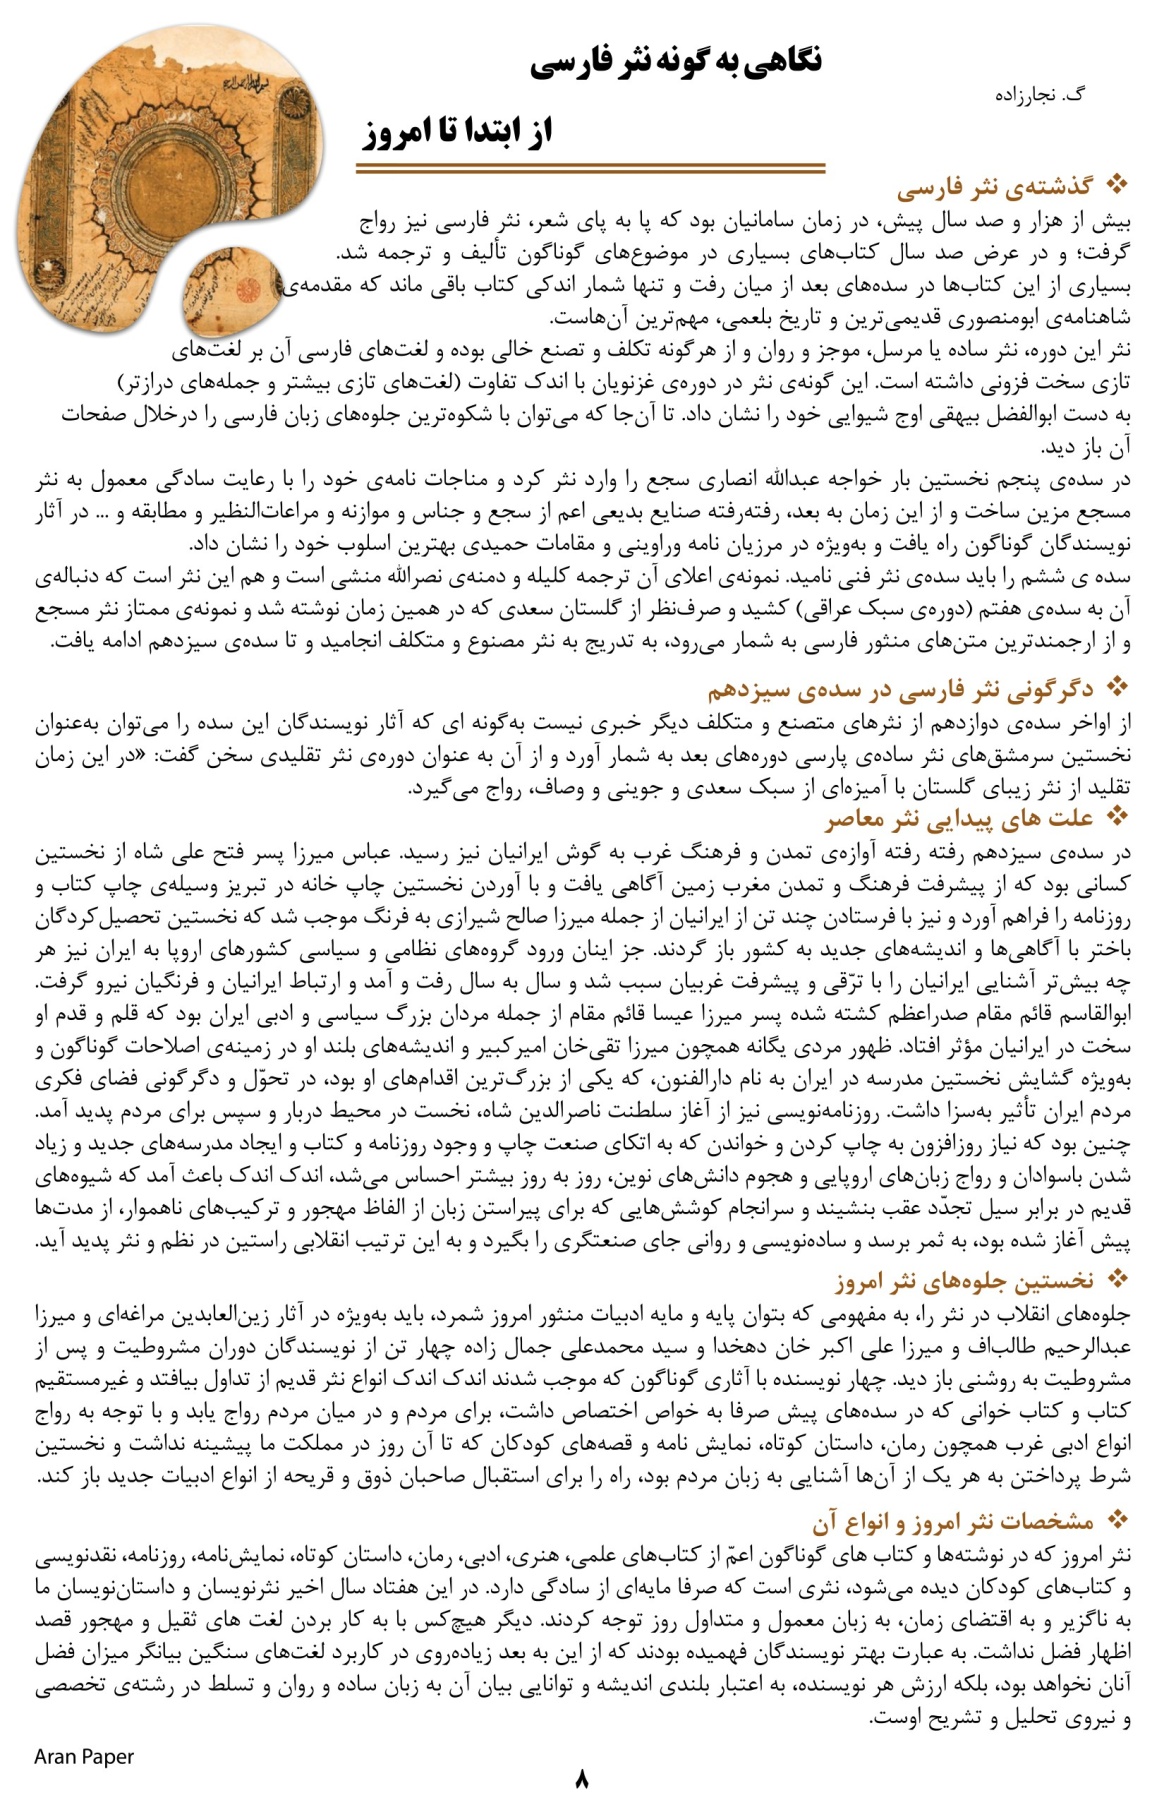 نگاهی به گونه نثر فارسی
گ. نجارزاده
از ابتدا تا امروز
❖ گذشته‌ی نثر فارسی
بیش از هزار و صد سال پیش، در زمان سامانیان بود که پا به پای شعر، نثر فارسی نیز رواج
گرفت؛ و در عرض صد سال کتاب‌های بسیاری در موضوع‌های گوناگون تألیف و ترجمه شد.
بسیاری از این کتاب‌ها در سده‌های بعد از میان رفت و تنها شمار اندکی کتاب باقی ماند که مقدمه‌ی
شاهنامه‌ی ابومنصوری قدیمی‌ترین و تاریخ بلعمی، مهم‌ترین آن‌هاست.
نثر این دوره، نثر ساده یا مرسل، موجز و روان و از هرگونه تکلف و تصنع خالی بوده و لغت‌های فارسی آن بر لغت‌های
تازی سخت فزونی داشته است. این گونه‌ی نثر در دوره‌ی غزنویان با اندک تفاوت (لغت‌های تازی بیشتر و جمله‌های درازتر)
به دست ابوالفضل بیهقی اوج شیوایی خود را نشان داد. تا آن‌جا که می‌توان با شکوه‌ترین جلوه‌های زبان فارسی را درخلال صفحات
آن باز دید.
در سده‌ی پنجم نخستین بار خواجه عبدالله انصاری سجع را وارد نثر کرد و مناجات نامه‌ی خود را با رعایت سادگی معمول به نثر
مسجع مزین ساخت و از این زمان به بعد، رفته‌رفته صنایع بدیعی اعم از سجع و جناس و موازنه و مراعات‌النظیر و مطابقه و ... در آثار
نویسندگان گوناگون راه یافت و به‌ویژه در مرزبان نامه وراوینی و مقامات حمیدی بهترین اسلوب خود را نشان داد.
سده ی ششم را باید سده‌ی نثر فنی نامید. نمونه‌ی اعلای آن ترجمه کلیله و دمنه‌ی نصرالله منشی است و هم این نثر است که دنباله‌ی
آن به سده‌ی هفتم (دوره‌ی سبک عراقی) کشید و صرف‌نظر از گلستان سعدی که در همین زمان نوشته شد و نمونه‌ی ممتاز نثر مسجع
و از ارجمندترین متن‌های منثور فارسی به شمار می‌رود، به تدریج به نثر مصنوع و متکلف انجامید و تا سده‌ی سیزدهم ادامه یافت.
❖ دگرگونی نثر فارسی در سده‌ی سیزدهم
از اواخر سده‌ی دوازدهم از نثرهای متصنع و متکلف دیگر خبری نیست به‌گونه ای که آثار نویسندگان این سده را می‌توان به‌عنوان
نخستین سرمشق‌های نثر ساده‌ی پارسی دوره‌های بعد به شمار آورد و از آن به عنوان دوره‌ی نثر تقلیدی سخن گفت: «در این زمان
تقلید از نثر زیبای گلستان با آمیزه‌ای از سبک سعدی و جوینی و وصاف، رواج می‌گیرد.
❖ علت های پیدایی نثر معاصر
در سده‌ی سیزدهم رفته رفته آوازه‌ی تمدن و فرهنگ غرب به گوش ایرانیان نیز رسید. عباس میرزا پسر فتح علی شاه از نخستین
کسانی بود که از پیشرفت فرهنگ و تمدن مغرب زمین آگاهی یافت و با آوردن نخستین چاپ خانه در تبریز وسیله‌ی چاپ کتاب و
روزنامه را فراهم آورد و نیز با فرستادن چند تن از ایرانیان از جمله میرزا صالح شیرازی به فرنگ موجب شد که نخستین تحصیل‌کردگان
باختر با آگاهی‌ها و اندیشه‌های جدید به کشور باز گردند. جز اینان ورود گروه‌های نظامی و سیاسی کشورهای اروپا به ایران نیز هر
چه بیش‌تر آشنایی ایرانیان را با ترّقی و پیشرفت غربیان سبب شد و سال به سال رفت و آمد و ارتباط ایرانیان و فرنگیان نیرو گرفت.
ابوالقاسم قائم مقام صدراعظم کشته شده پسر میرزا عیسا قائم مقام از جمله مردان بزرگ سیاسی و ادبی ایران بود که قلم و قدم او
سخت در ایرانیان مؤثر افتاد. ظهور مردی یگانه همچون میرزا تقی‌خان امیرکبیر و اندیشه‌های بلند او در زمینه‌ی اصلاحات گوناگون و
به‌ویژه گشایش نخستین مدرسه در ایران به نام دارالفنون، که یکی از بزرگ‌ترین اقدام‌های او بود، در تحوّل و دگرگونی فضای فکری
مردم ایران تأثیر به‌سزا داشت. روزنامه‌نویسی نیز از آغاز سلطنت ناصرالدین شاه، نخست در محیط دربار و سپس برای مردم پدید آمد.
چنین بود که نیاز روزافزون به چاپ کردن و خواندن که به اتکای صنعت چاپ و وجود روزنامه و کتاب و ایجاد مدرسه‌های جدید و زیاد
شدن باسوادان و رواج زبان‌های اروپایی و هجوم دانش‌های نوین، روز به روز بیشتر احساس می‌شد، اندک اندک باعث آمد که شیوه‌های
قدیم در برابر سیل تجدّد عقب بنشیند و سرانجام کوشش‌هایی که برای پیراستن زبان از الفاظ مهجور و ترکیب‌های ناهموار، از مدت‌ها
پیش آغاز شده بود، به ثمر برسد و ساده‌نویسی و روانی جای صنعتگری را بگیرد و به این ترتیب انقلابی راستین در نظم و نثر پدید آید.
❖ نخستین جلوه‌های نثر امروز
جلوه‌های انقلاب در نثر را، به مفهومی که بتوان پایه و مایه ادبیات منثور امروز شمرد، باید به‌ویژه در آثار زین‌العابدین مراغه‌ای و میرزا
عبدالرحیم طالب‌اف و میرزا علی اکبر خان دهخدا و سید محمدعلی جمال زاده چهار تن از نویسندگان دوران مشروطیت و پس از
مشروطیت به روشنی باز دید. چهار نویسنده با آثاری گوناگون که موجب شدند اندک اندک انواع نثر قدیم از تداول بیافتد و غیرمستقیم
کتاب و کتاب خوانی که در سده‌های پیش صرفا به خواص اختصاص داشت، برای مردم و در میان مردم رواج یابد و با توجه به رواج
انواع ادبی غرب همچون رمان، داستان کوتاه، نمایش نامه و قصه‌های کودکان که تا آن روز در مملکت ما پیشینه نداشت و نخستین
شرط پرداختن به هر یک از آن‌ها آشنایی به زبان مردم بود، راه را برای استقبال صاحبان ذوق و قریحه از انواع ادبیات جدید باز کند.
❖ مشخصات نثر امروز و انواع آن
نثر امروز که در نوشته‌ها و کتاب های گوناگون اعمّ از کتاب‌های علمی، هنری، ادبی، رمان، داستان کوتاه، نمایش‌نامه، روزنامه، نقدنویسی
و کتاب‌های کودکان دیده می‌شود، نثری است که صرفا مایه‌ای از سادگی دارد. در این هفتاد سال اخیر نثرنویسان و داستان‌نویسان ما
به ناگزیر و به اقتضای زمان، به زبان معمول و متداول روز توجه کردند. دیگر هیچ‌کس با به کار بردن لغت های ثقیل و مهجور قصد
اظهار فضل نداشت. به عبارت بهتر نویسندگان فهمیده بودند که از این به بعد زیاده‌روی در کاربرد لغت‌های سنگین بیانگر میزان فضل
آنان نخواهد بود، بلکه ارزش هر نویسنده، به اعتبار بلندی اندیشه و توانایی بیان آن به زبان ساده و روان و تسلط در رشته‌ی تخصصی
و نیروی تحلیل و تشریح اوست.
Aran Paper
۸